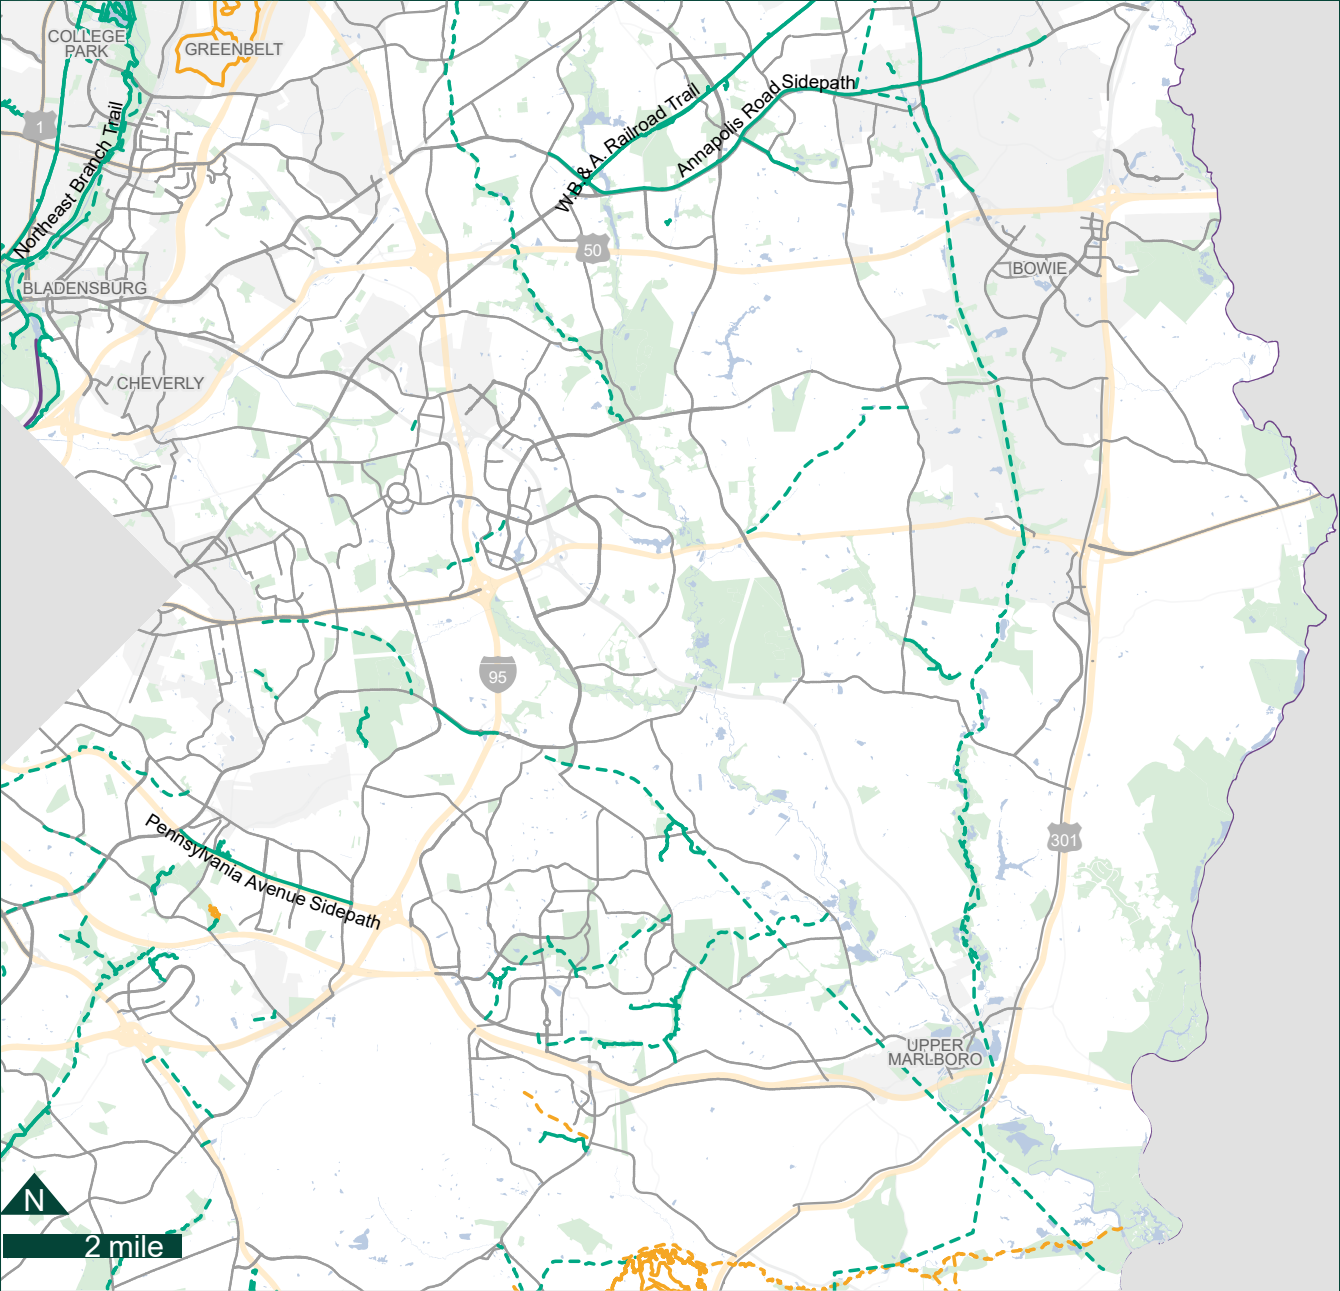 COLLEGE
PARK
GREENBELT
1
Northeast Branch Trail
W.B.& A. Railroad Trail
Annapolis Road Sidepath
50
BLADENSBURG
BOWIE
CHEVERLY
95
Pennsylvania Avenue Sidepath
301
UPPER
MARLBORO
N
2 mile